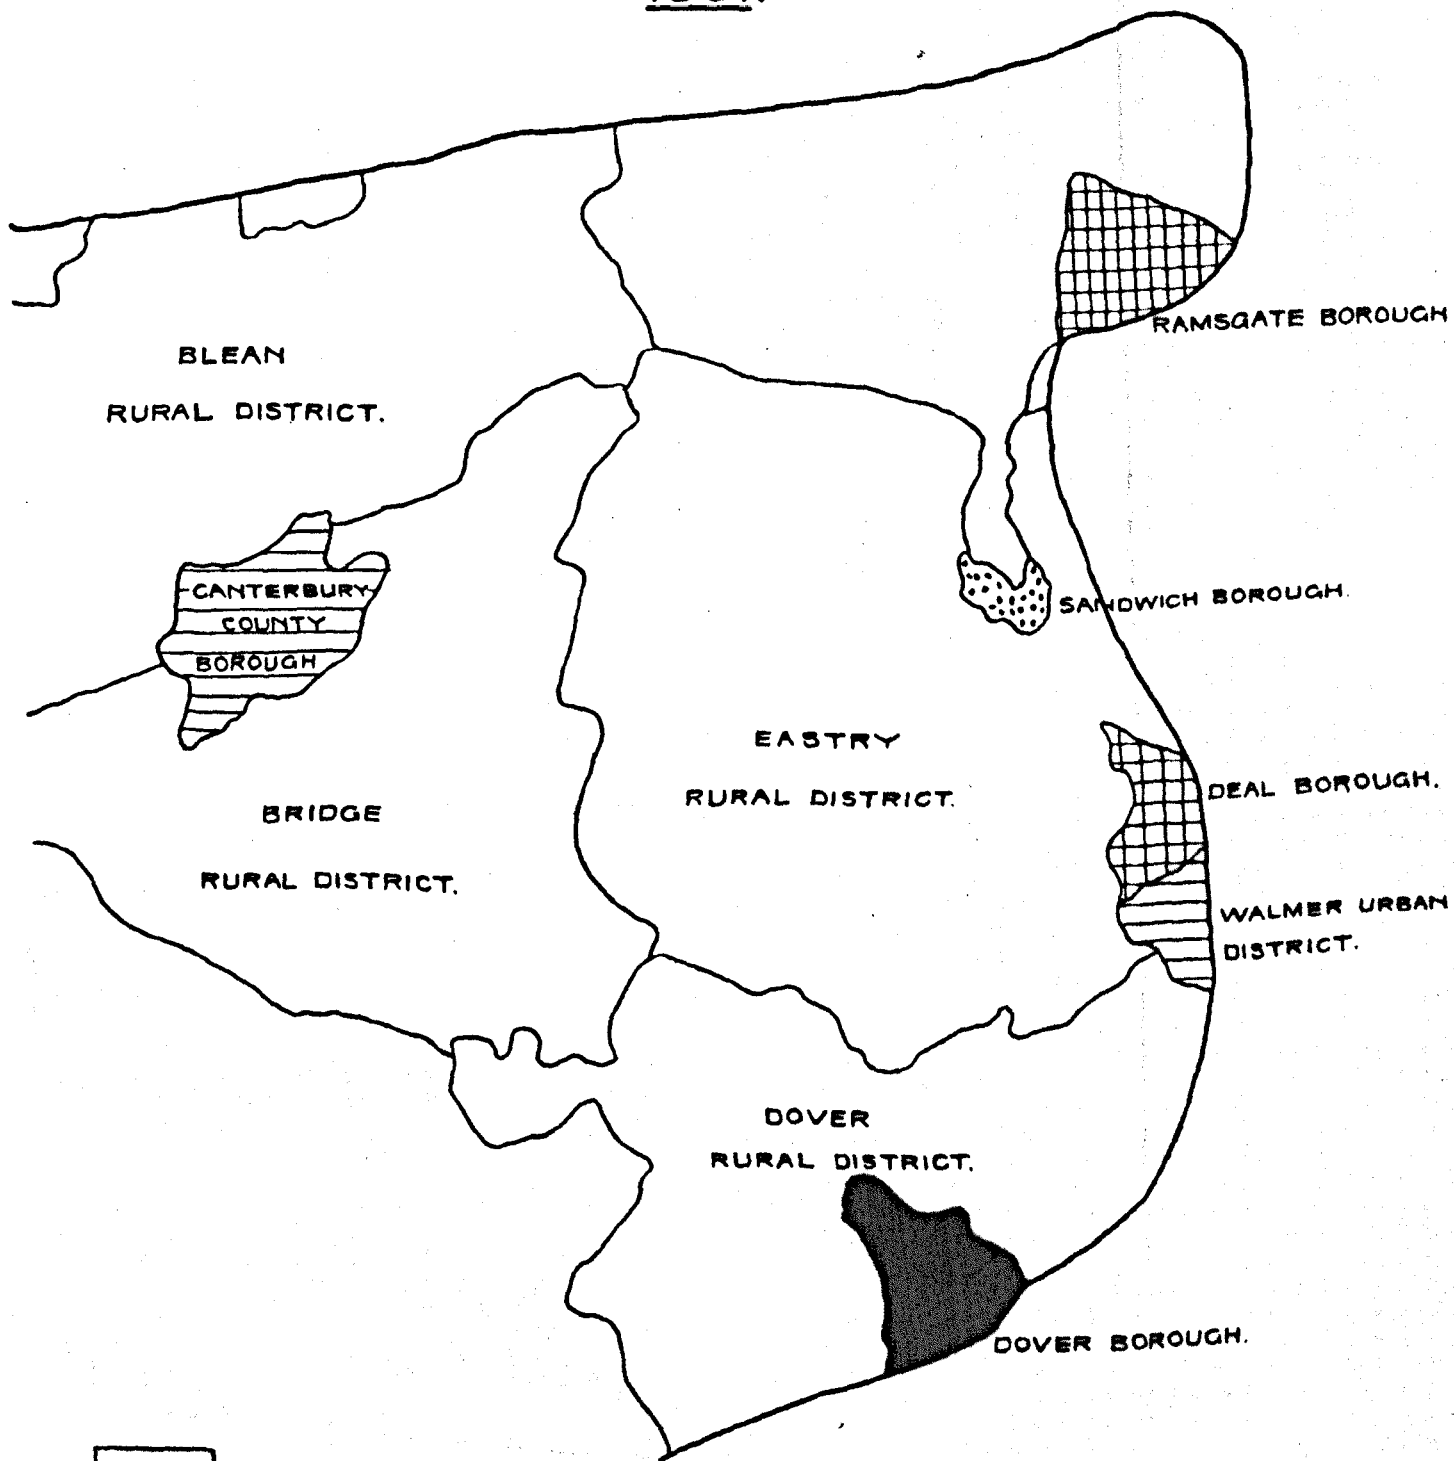 RAMSGATE BOROUGH
BLEAN
RURAL DISTRICT.
CANTERBURY
COUNTY
BOROUGH
SANDWICH BOROUGH.
EASTRY
RURAL DISTRICT.
DEAL BOROUGH.
BRIDGE
RURAL DISTRICT.
WALMER URBAN
DISTRICT.
DOVER
RURAL DISTRICT.
DOVER BOROUGH.